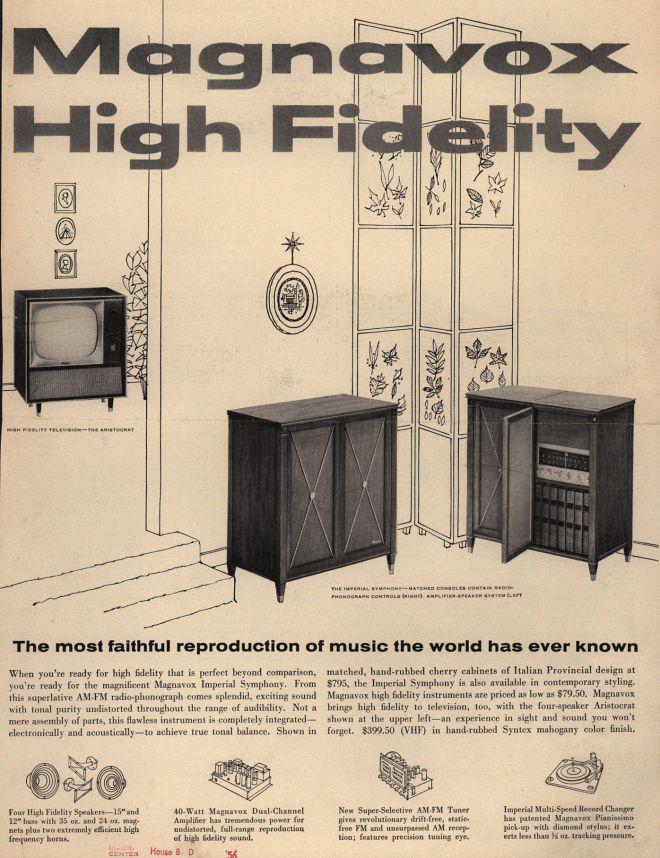 Magnavox
High Fidelity
HIGH FIDELITY TELEVISION—THE ARISTOCRAT
THE IMPERIAL SYMPHONY—MATCHED CONSOLES CONTAIN RADIO-
PHONOGRAPH CONTROLS (RIGHT) AMPLIFIER-SPEAKER SYSTEM (LEFT
The most faithful reproduction of music the world has ever known
When you're ready for high fidelity that is perfect beyond comparison,
you're ready for the magnificent Magnavox Imperial Symphony. From
this superlative AM-FM radio-phonograph comes splendid, exciting sound
with tonal purity undistorted throughout the range of audibility. Not a
mere assembly of parts, this flawless instrument is completely integrated—
electronically and acoustically—to achieve true tonal balance. Shown in
matched, hand-rubbed cherry cabinets of Italian Provincial design at
$795, the Imperial Symphony is also available in contemporary styling.
Magnavox high fidelity instruments are priced as low as $79.50. Magnavox
brings high fidelity to television, too, with the four-speaker Aristocrat
shown at the upper left—an experience in sight and sound you won't
forget. $399.50 (VHF) in hand-rubbed Syntex mahogany color finish.
Four High Fidelity Speakers—15" and
12" bass with 35 oz. and 24 oz. mag-
nets plus two extremely efficient high
frequency horns.
40-Watt Magnavox Dual-Channel
Amplifier has tremendous power for
undistorted, full-range reproduction
of high fidelity sound.
New Super-Selective AM-FM Tuner
gives revolutionary drift-free, static-
free FM and unsurpassed AM recep-
tion; features precision tuning eye.
Imperial Multi-Speed Record Changer
has patented Magnavox Pianissimo
pick-up with diamond stylus; it ex-
erts less than ½ oz. tracking pressure.
CENTER House B D '56